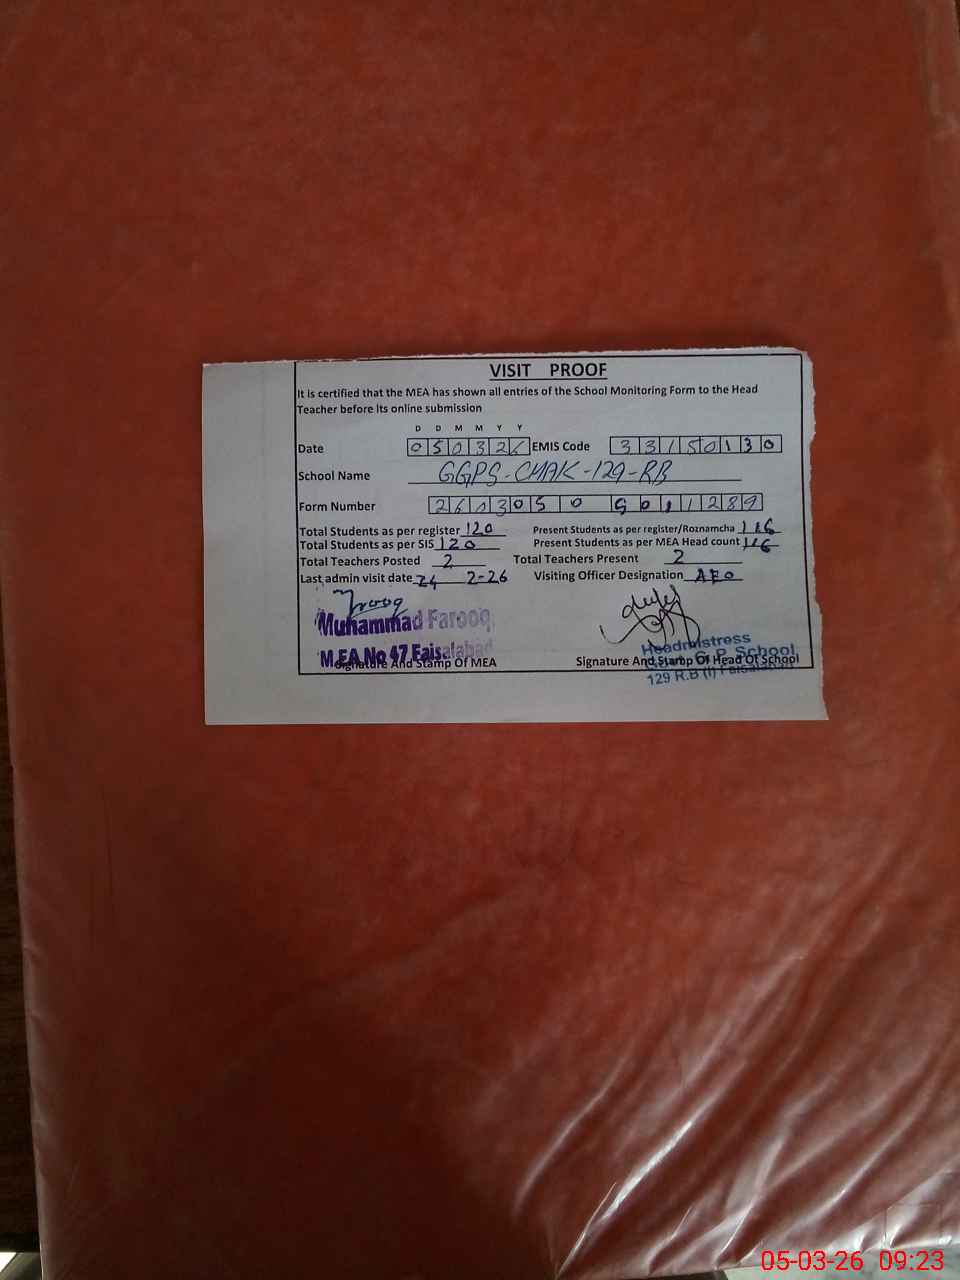 VISIT PROOF
It is certified that the MEA has shown all entries of the School Monitoring Form to the Head
Teacher before its online submission
D D M M Y Y
Date 050326 EMIS Code 33150130
School Name GGPS-CHAK-129-RB
Form Number
Total Students as per register 120 Present Students as per register/Roznamcha 116
Total Students as per SIS 120 Present Students as per MEA Head count 116
Total Teachers Posted 2 Total Teachers Present 2
Last admin visit date 24 2-26 Visiting Officer Designation AEO
Farooq
Muhammad Farooq
M.EA.No 47,Faisalabad
Signature And Stamp Of MEA Signature And Stamp Of Head Of School
Headmistress
G.P. School
129 R.B (I) Faisalabad
05-03-26 09:23